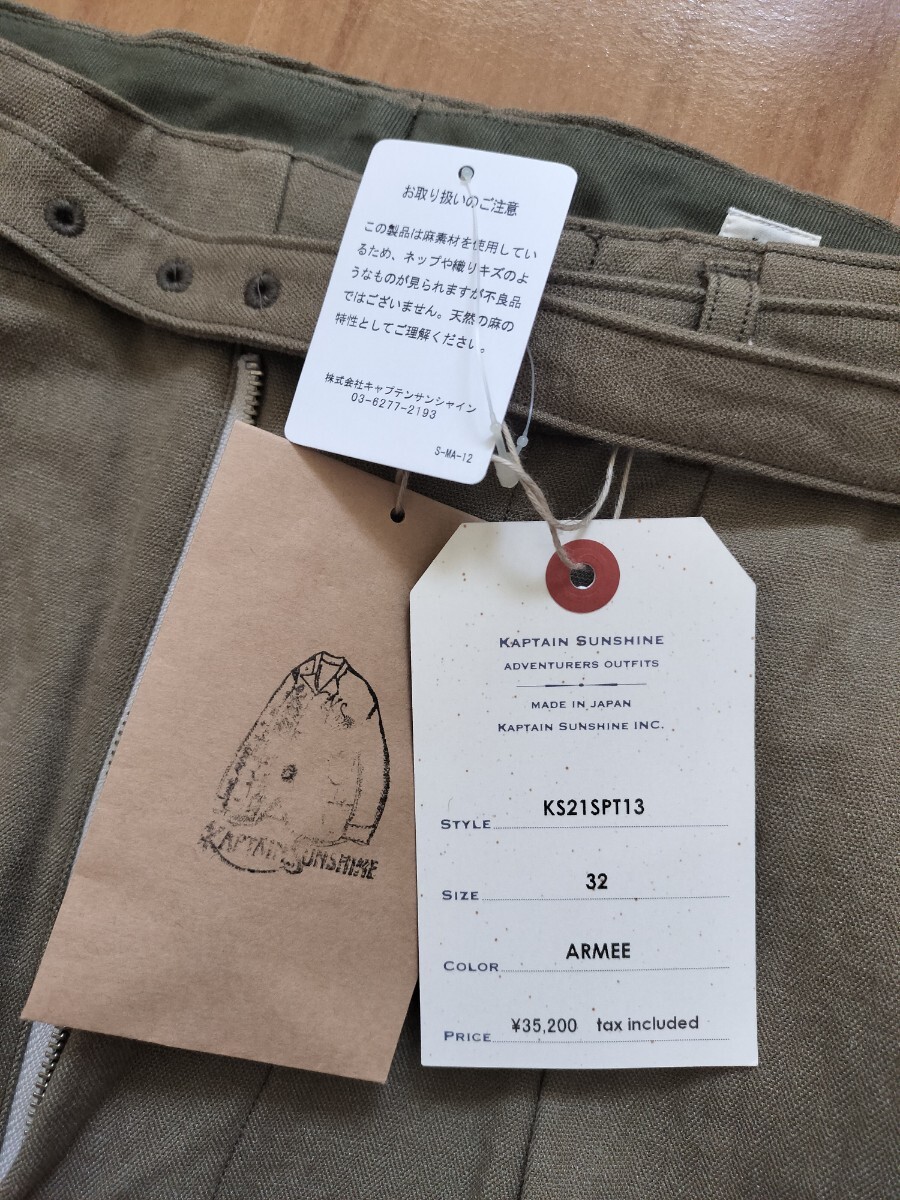 お取り扱いのご注意
この製品は麻素材を使用してい
るため、ネップや織りキズのよ
うなものが見られますが不良品
ではございません。天然の麻の
特性としてご理解ください。
株式会社キャプテンサンシャイン
03-6277-2193
S-MA-12
KAPTAIN SUNSHINE
KAPTAIN SUNSHINE
ADVENTURERS OUTFITS
MADE IN JAPAN
KAPTAIN SUNSHINE INC.
STYLE KS21SPT13
SIZE 32
COLOR ARMEE
PRICE ¥35,200 tax included